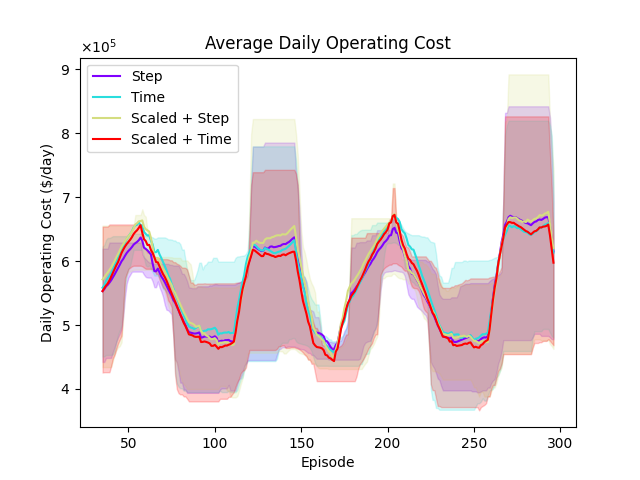 Average Daily Operating Cost
×10⁵
9
8
7
6
5
4
Daily Operating Cost ($/day)
Step
Time
Scaled + Step
Scaled + Time
50 100 150 200 250 300
Episode